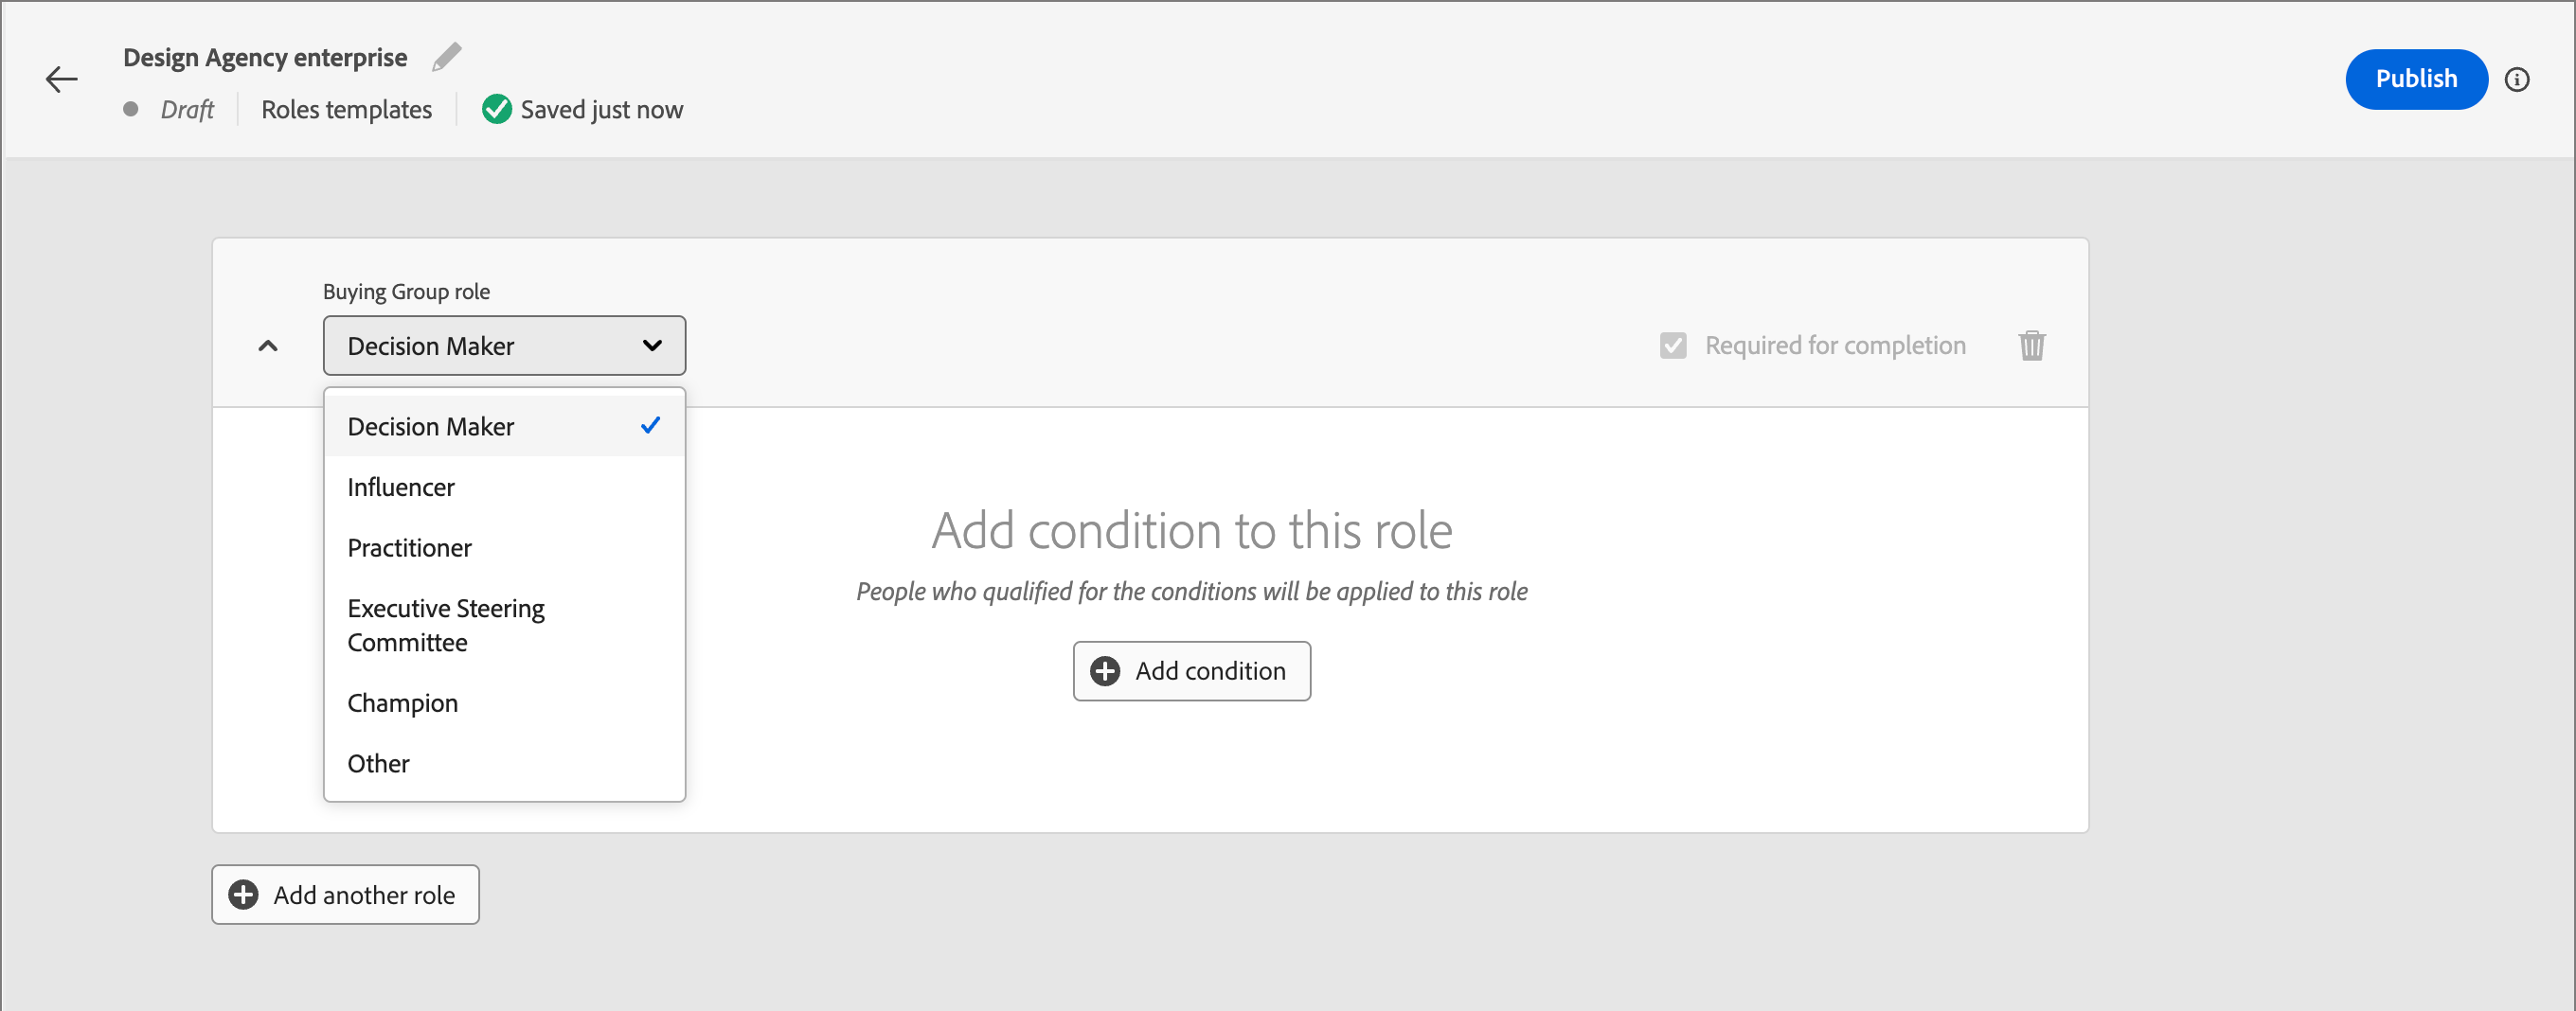 Design Agency enterprise
Draft
Roles templates
Saved just now
Publish
Buying Group role
Decision Maker
Required for completion
Decision Maker
Influencer
Practitioner
Executive Steering
Committee
Champion
Other
Add condition to this role
People who qualified for the conditions will be applied to this role
Add condition
Add another role